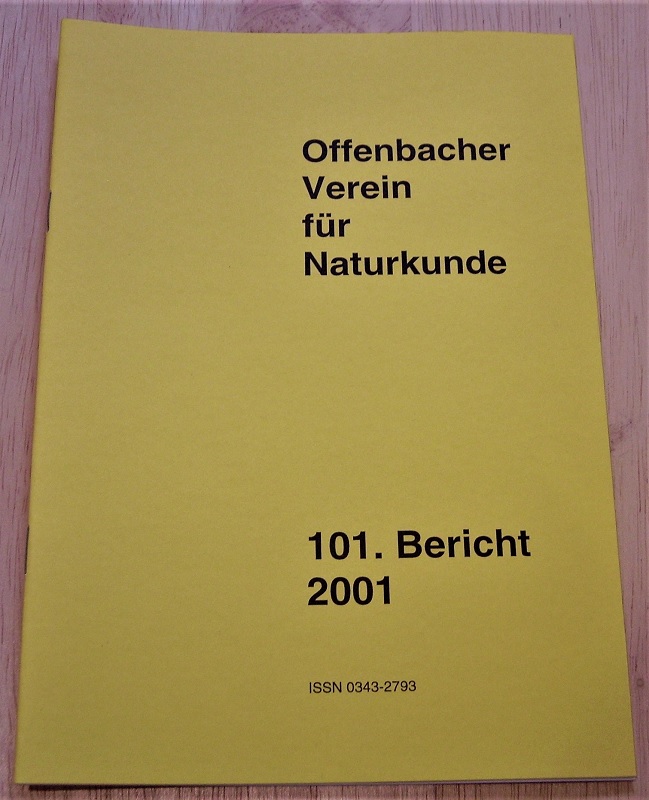 Offenbacher
Verein
für
Naturkunde
101. Bericht
2001
ISSN 0343-2793